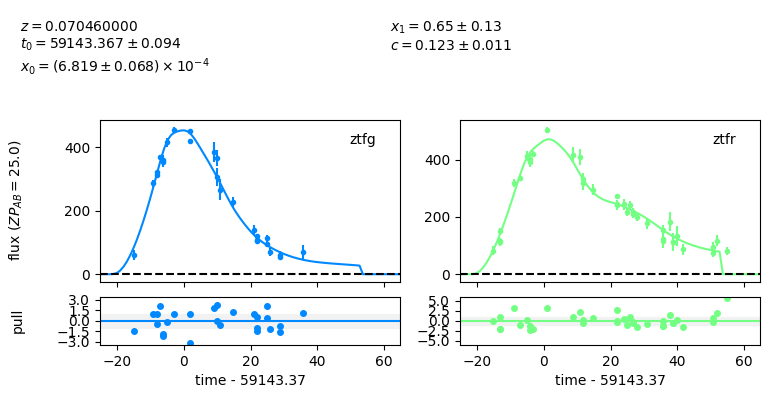 z = 0.070460000
t₀ = 59143.367 ± 0.094
x₀ = (6.819 ± 0.068) × 10⁻⁴
x₁ = 0.65 ± 0.13
c = 0.123 ± 0.011
flux (ZP_AB = 25.0)
400
200
0
ztfg
400
200
0
ztfr
pull
3.0
1.5
0.0
−1.5
−3.0
5.0
2.5
0.0
−2.5
−5.0
−20 0 20 40 60
−20 0 20 40 60
time - 59143.37
time - 59143.37